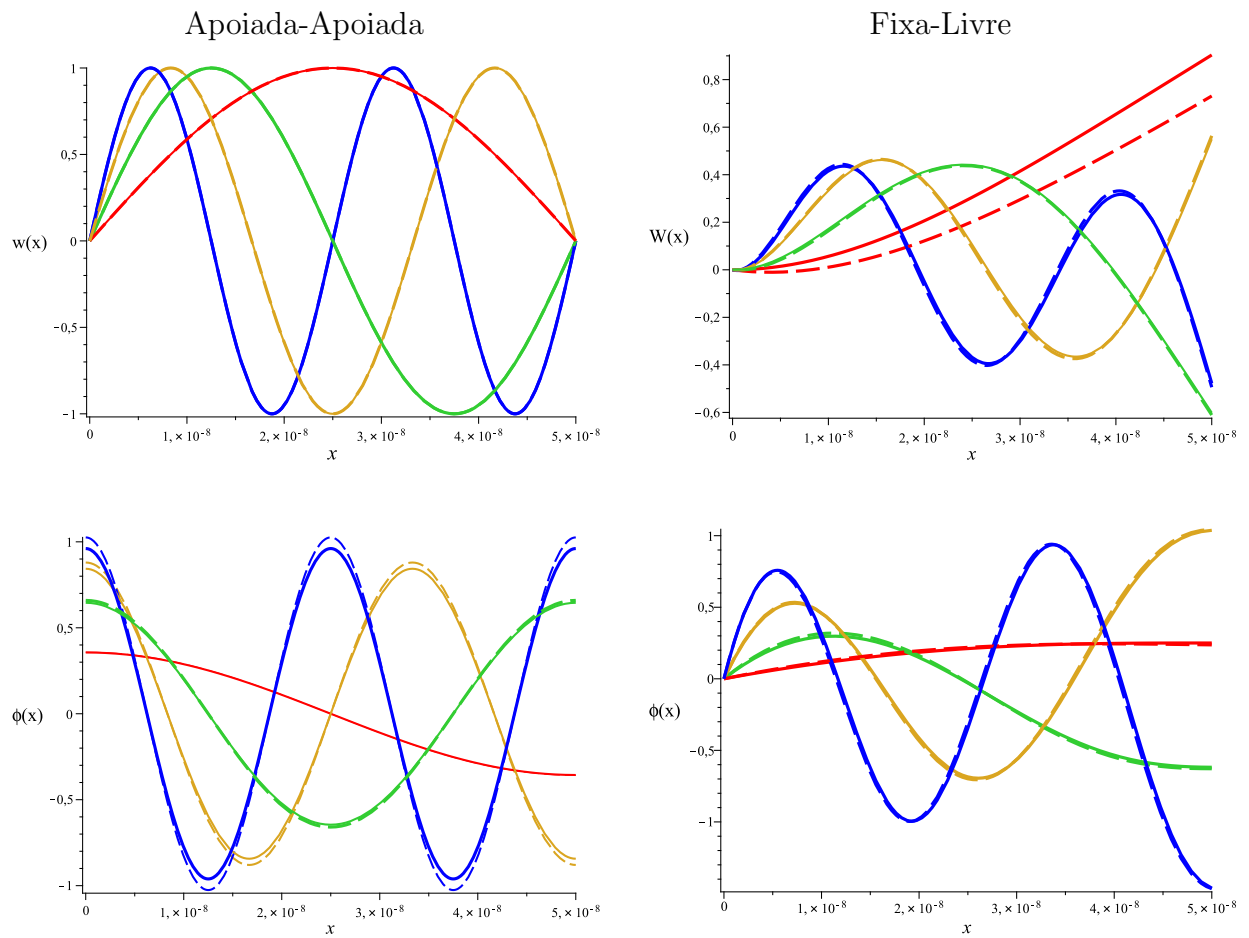 Apoiada-Apoiada
Fixa-Livre
1
0,5
w(x) 0
−0,5
−1
0 1, × 10⁻⁸ 2, × 10⁻⁸ 3, × 10⁻⁸ 4, × 10⁻⁸ 5, × 10⁻⁸
x
0,8
0,6
0,4
W(x) 0,2
0
−0,2
−0,4
−0,6
0 1, × 10⁻⁸ 2, × 10⁻⁸ 3, × 10⁻⁸ 4, × 10⁻⁸ 5, × 10⁻⁸
x
1
0,5
ϕ(x) 0
−0,5
−1
0 1, × 10⁻⁸ 2, × 10⁻⁸ 3, × 10⁻⁸ 4, × 10⁻⁸ 5, × 10⁻⁸
x
1
0,5
0
ϕ(x)
−0,5
−1
0 1, × 10⁻⁸ 2, × 10⁻⁸ 3, × 10⁻⁸ 4, × 10⁻⁸ 5, × 10⁻⁸
x